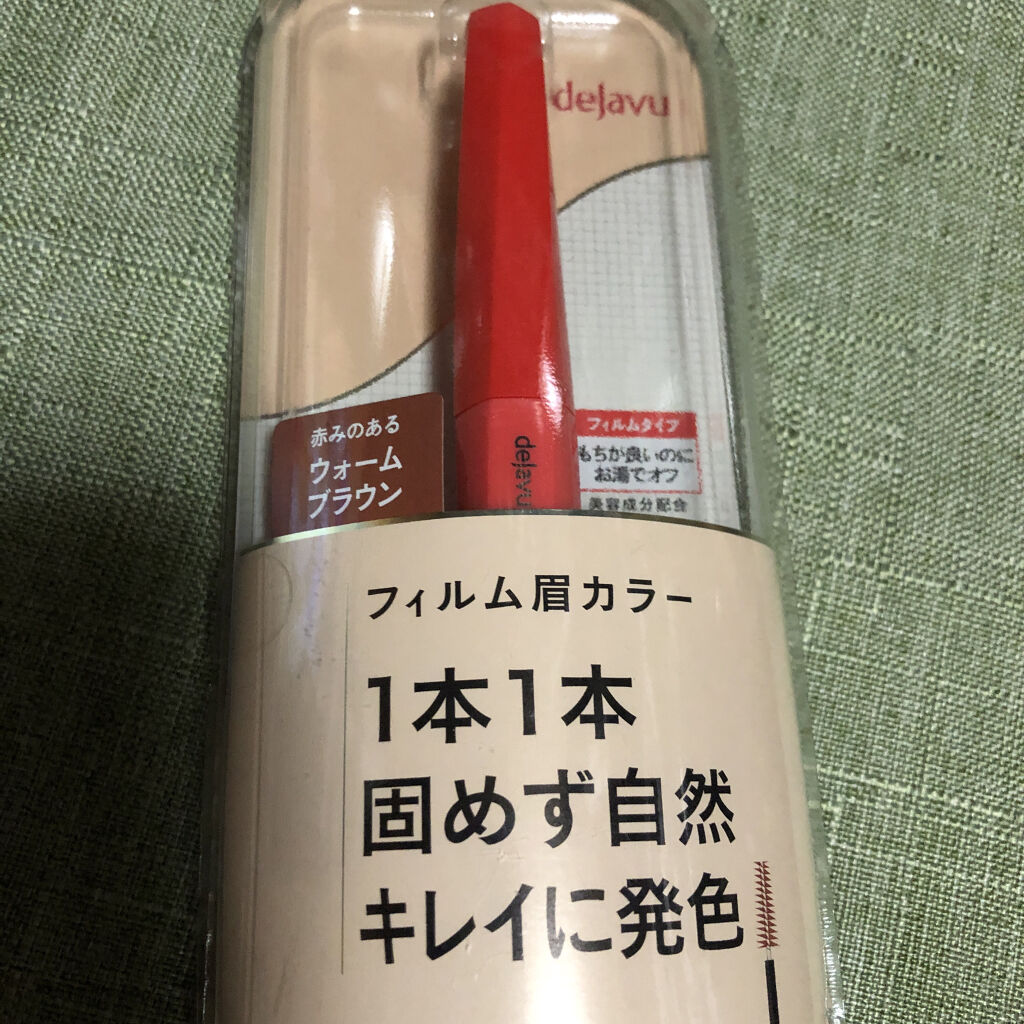 dejavu
赤みのある
ウォーム
ブラウン
dejavu
フィルムタイプ
もちが良いのに
お湯でオフ
美容成分配合
フィルム眉カラー
1本1本
固めず自然
キレイに発色